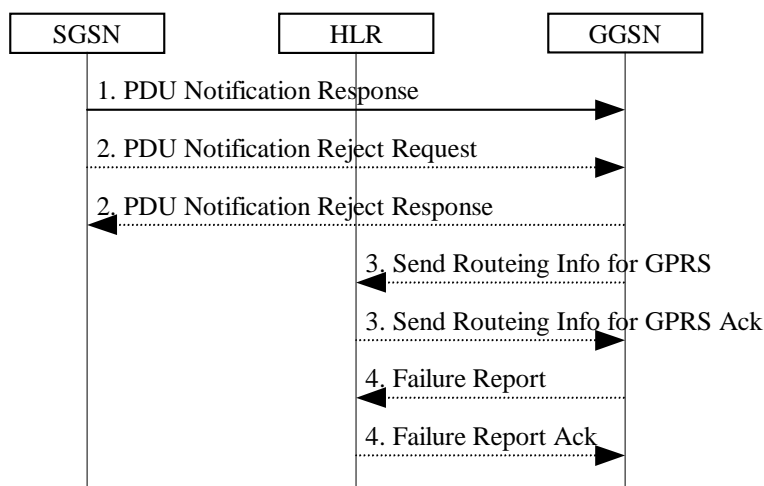 SGSN HLR GGSN
1. PDU Notification Response
2. PDU Notification Reject Request
2. PDU Notification Reject Response
3. Send Routeing Info for GPRS
3. Send Routeing Info for GPRS Ack
4. Failure Report
4. Failure Report Ack